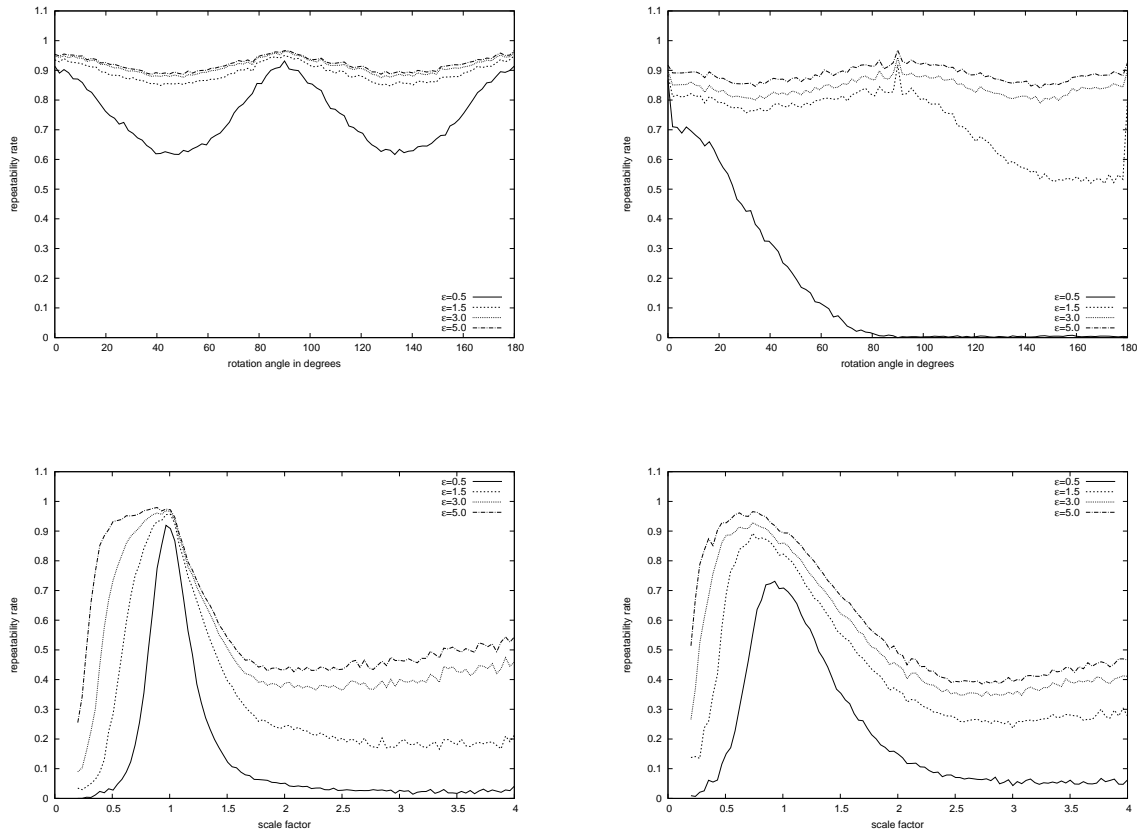 1.1
1
0.9
0.8
0.7
0.6
0.5
0.4
0.3
0.2
0.1
0
repeatability rate
ε=0.5
ε=1.5
ε=3.0
ε=5.0
0 20 40 60 80 100 120 140 160 180
rotation angle in degrees
1.1
1
0.9
0.8
0.7
0.6
0.5
0.4
0.3
0.2
0.1
0
repeatability rate
ε=0.5
ε=1.5
ε=3.0
ε=5.0
0 20 40 60 80 100 120 140 160 180
rotation angle in degrees
1.1
1
0.9
0.8
0.7
0.6
0.5
0.4
0.3
0.2
0.1
0
repeatability rate
ε=0.5
ε=1.5
ε=3.0
ε=5.0
0 0.5 1 1.5 2 2.5 3 3.5 4
scale factor
1.1
1
0.9
0.8
0.7
0.6
0.5
0.4
0.3
0.2
0.1
0
repeatability rate
ε=0.5
ε=1.5
ε=3.0
ε=5.0
0 0.5 1 1.5 2 2.5 3 3.5 4
scale factor